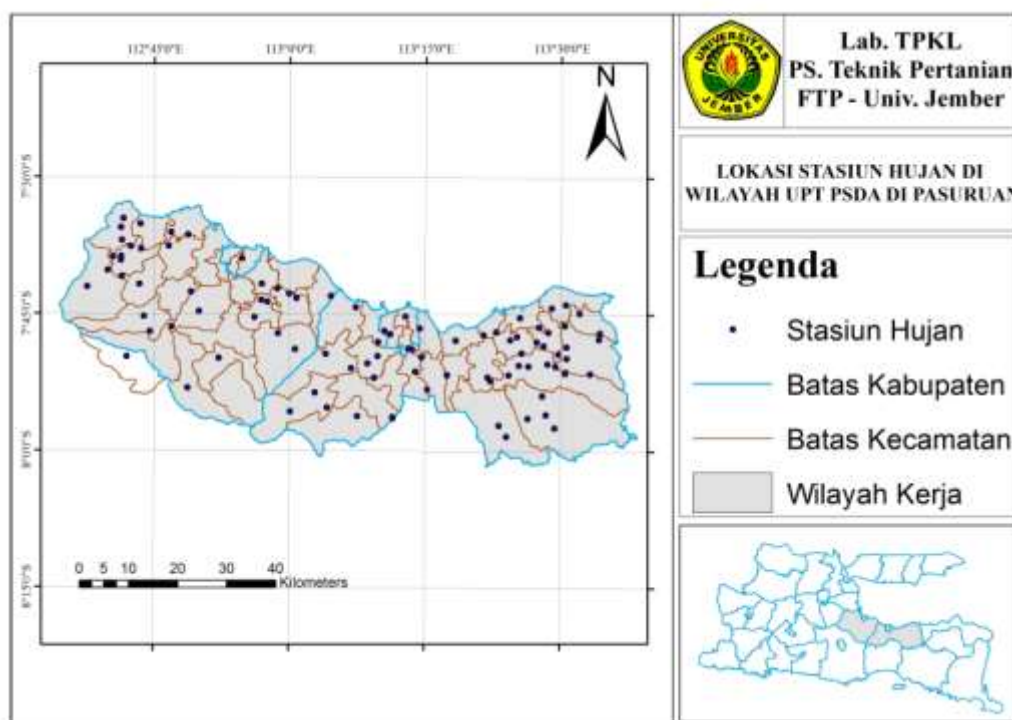 112°45'0"E 113°0'0"E 113°15'0"E 113°30'0"E
N
7°30'0"S
7°45'0"S
8°0'0"S
8°15'0"S
0 5 10 20 30 40
Kilometers
UNIVERSITAS
JEMBER
Lab. TPKL
PS. Teknik Pertanian
FTP - Univ. Jember
LOKASI STASIUN HUJAN DI
WILAYAH UPT PSDA DI PASURUAN
Legenda
Stasiun Hujan
Batas Kabupaten
Batas Kecamatan
Wilayah Kerja